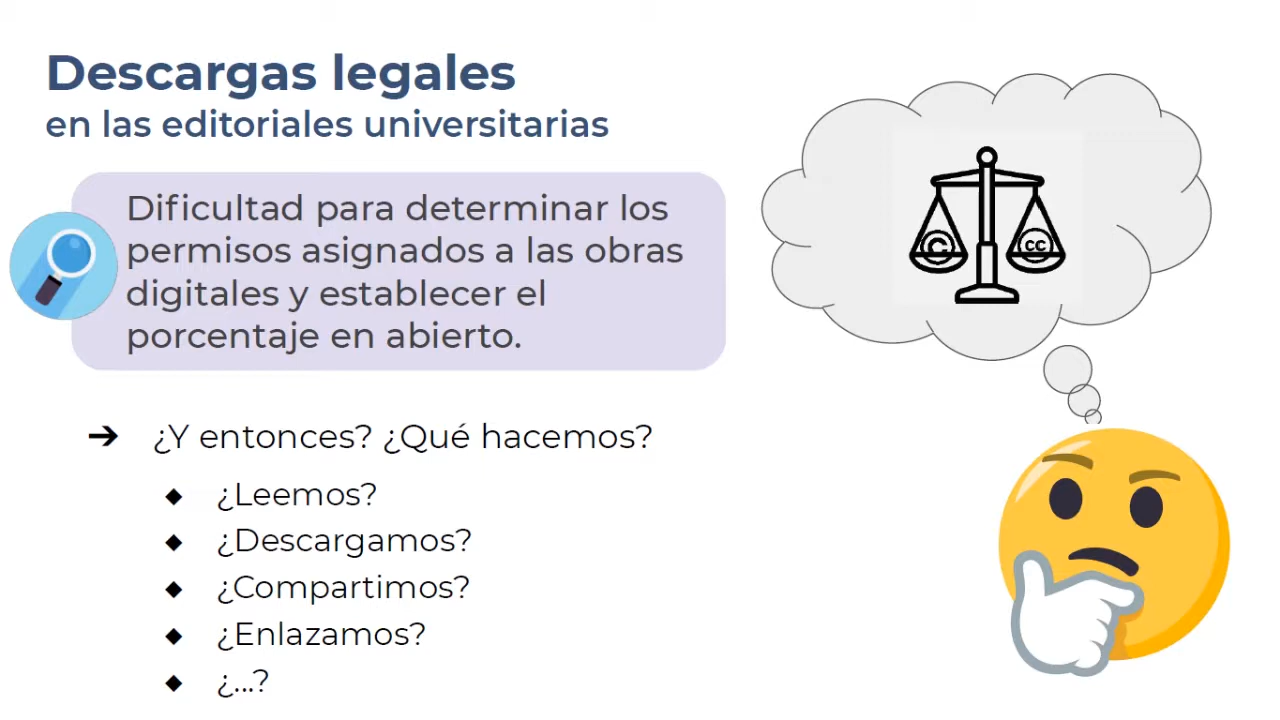 Descargas legales
en las editoriales universitarias
Dificultad para determinar los
permisos asignados a las obras
digitales y establecer el
porcentaje en abierto.
➔ ¿Y entonces? ¿Qué hacemos?
◆ ¿Leemos?
◆ ¿Descargamos?
◆ ¿Compartimos?
◆ ¿Enlazamos?
◆ ¿...?
C
cc